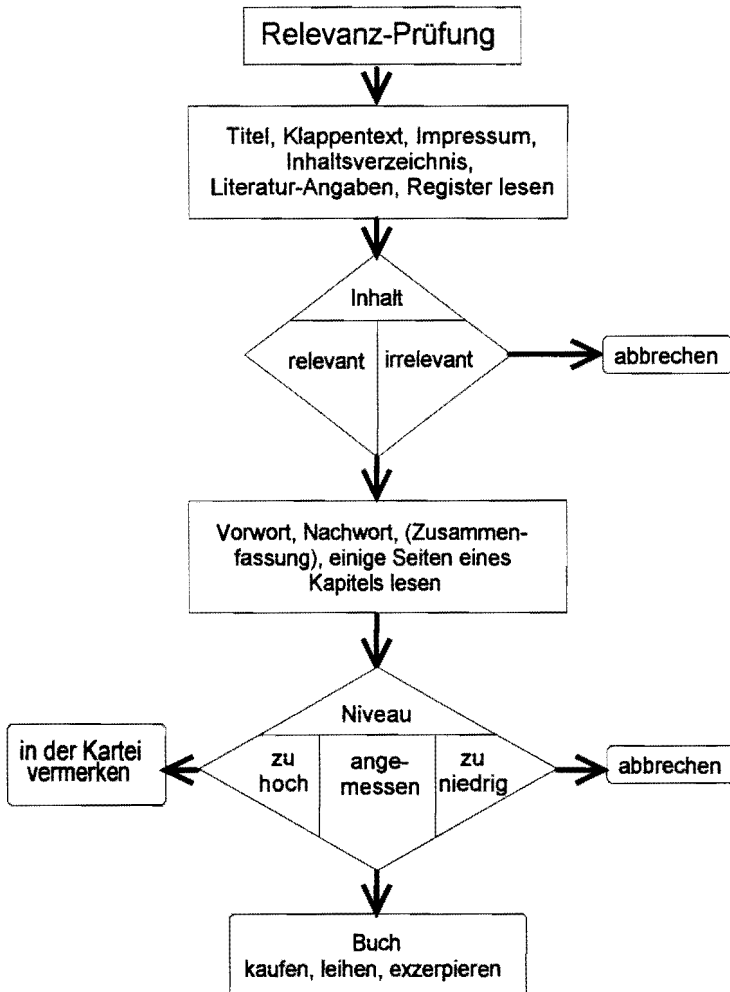 Relevanz-Prüfung
Titel, Klappentext, Impressum,
Inhaltsverzeichnis,
Literatur-Angaben, Register lesen
Inhalt
relevant
irrelevant
abbrechen
Vorwort, Nachwort, (Zusammen-
fassung), einige Seiten eines
Kapitels lesen
Niveau
in der Kartei
vermerken
zu
hoch
ange-
messen
zu
niedrig
abbrechen
Buch
kaufen, leihen, exzerpieren